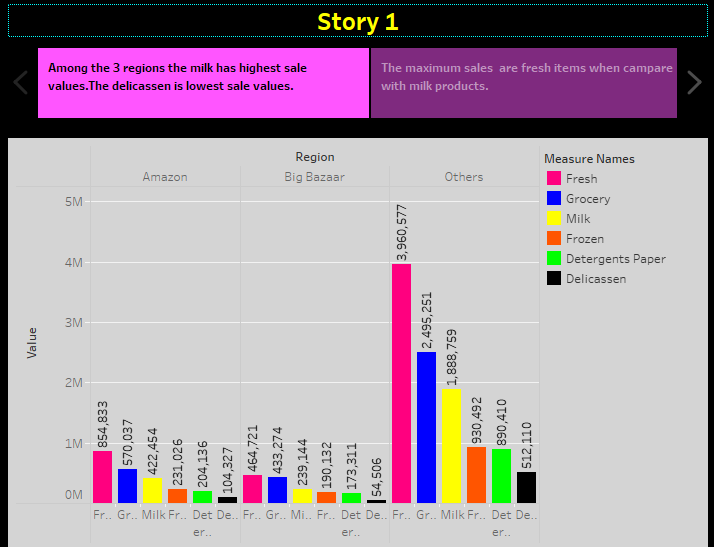 Story 1
Among the 3 regions the milk has highest sale
values.The delicassen is lowest sale values.
The maximum sales are fresh items when campare
with milk products.
Region
Amazon Big Bazaar Others
Measure Names
Fresh
Grocery
Milk
Frozen
Detergents Paper
Delicassen
Value
5M
4M
3M
2M
1M
0M
854,833
570,037
422,454
231,026
204,136
104,327
464,721
433,274
239,144
190,132
173,311
54,506
3,960,577
2,495,251
1,888,759
930,492
890,410
512,110
Fr.. Gr.. Milk Fr.. Det De.. Fr.. Gr.. Mi.. Fr.. Det De.. Fr.. Gr.. Milk Fr.. Det De..
er.. er.. er..